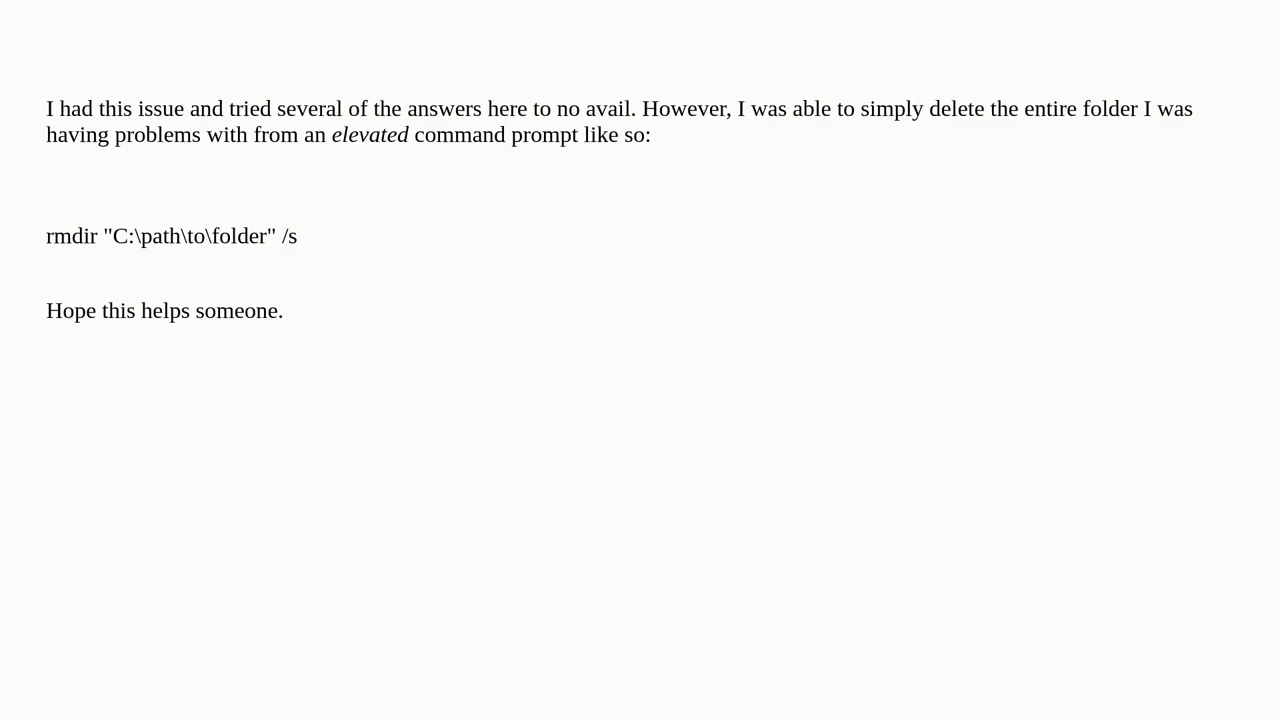 I had this issue and tried several of the answers here to no avail. However, I was able to simply delete the entire folder I was
having problems with from an elevated command prompt like so:
rmdir "C:\path\to\folder" /s
Hope this helps someone.